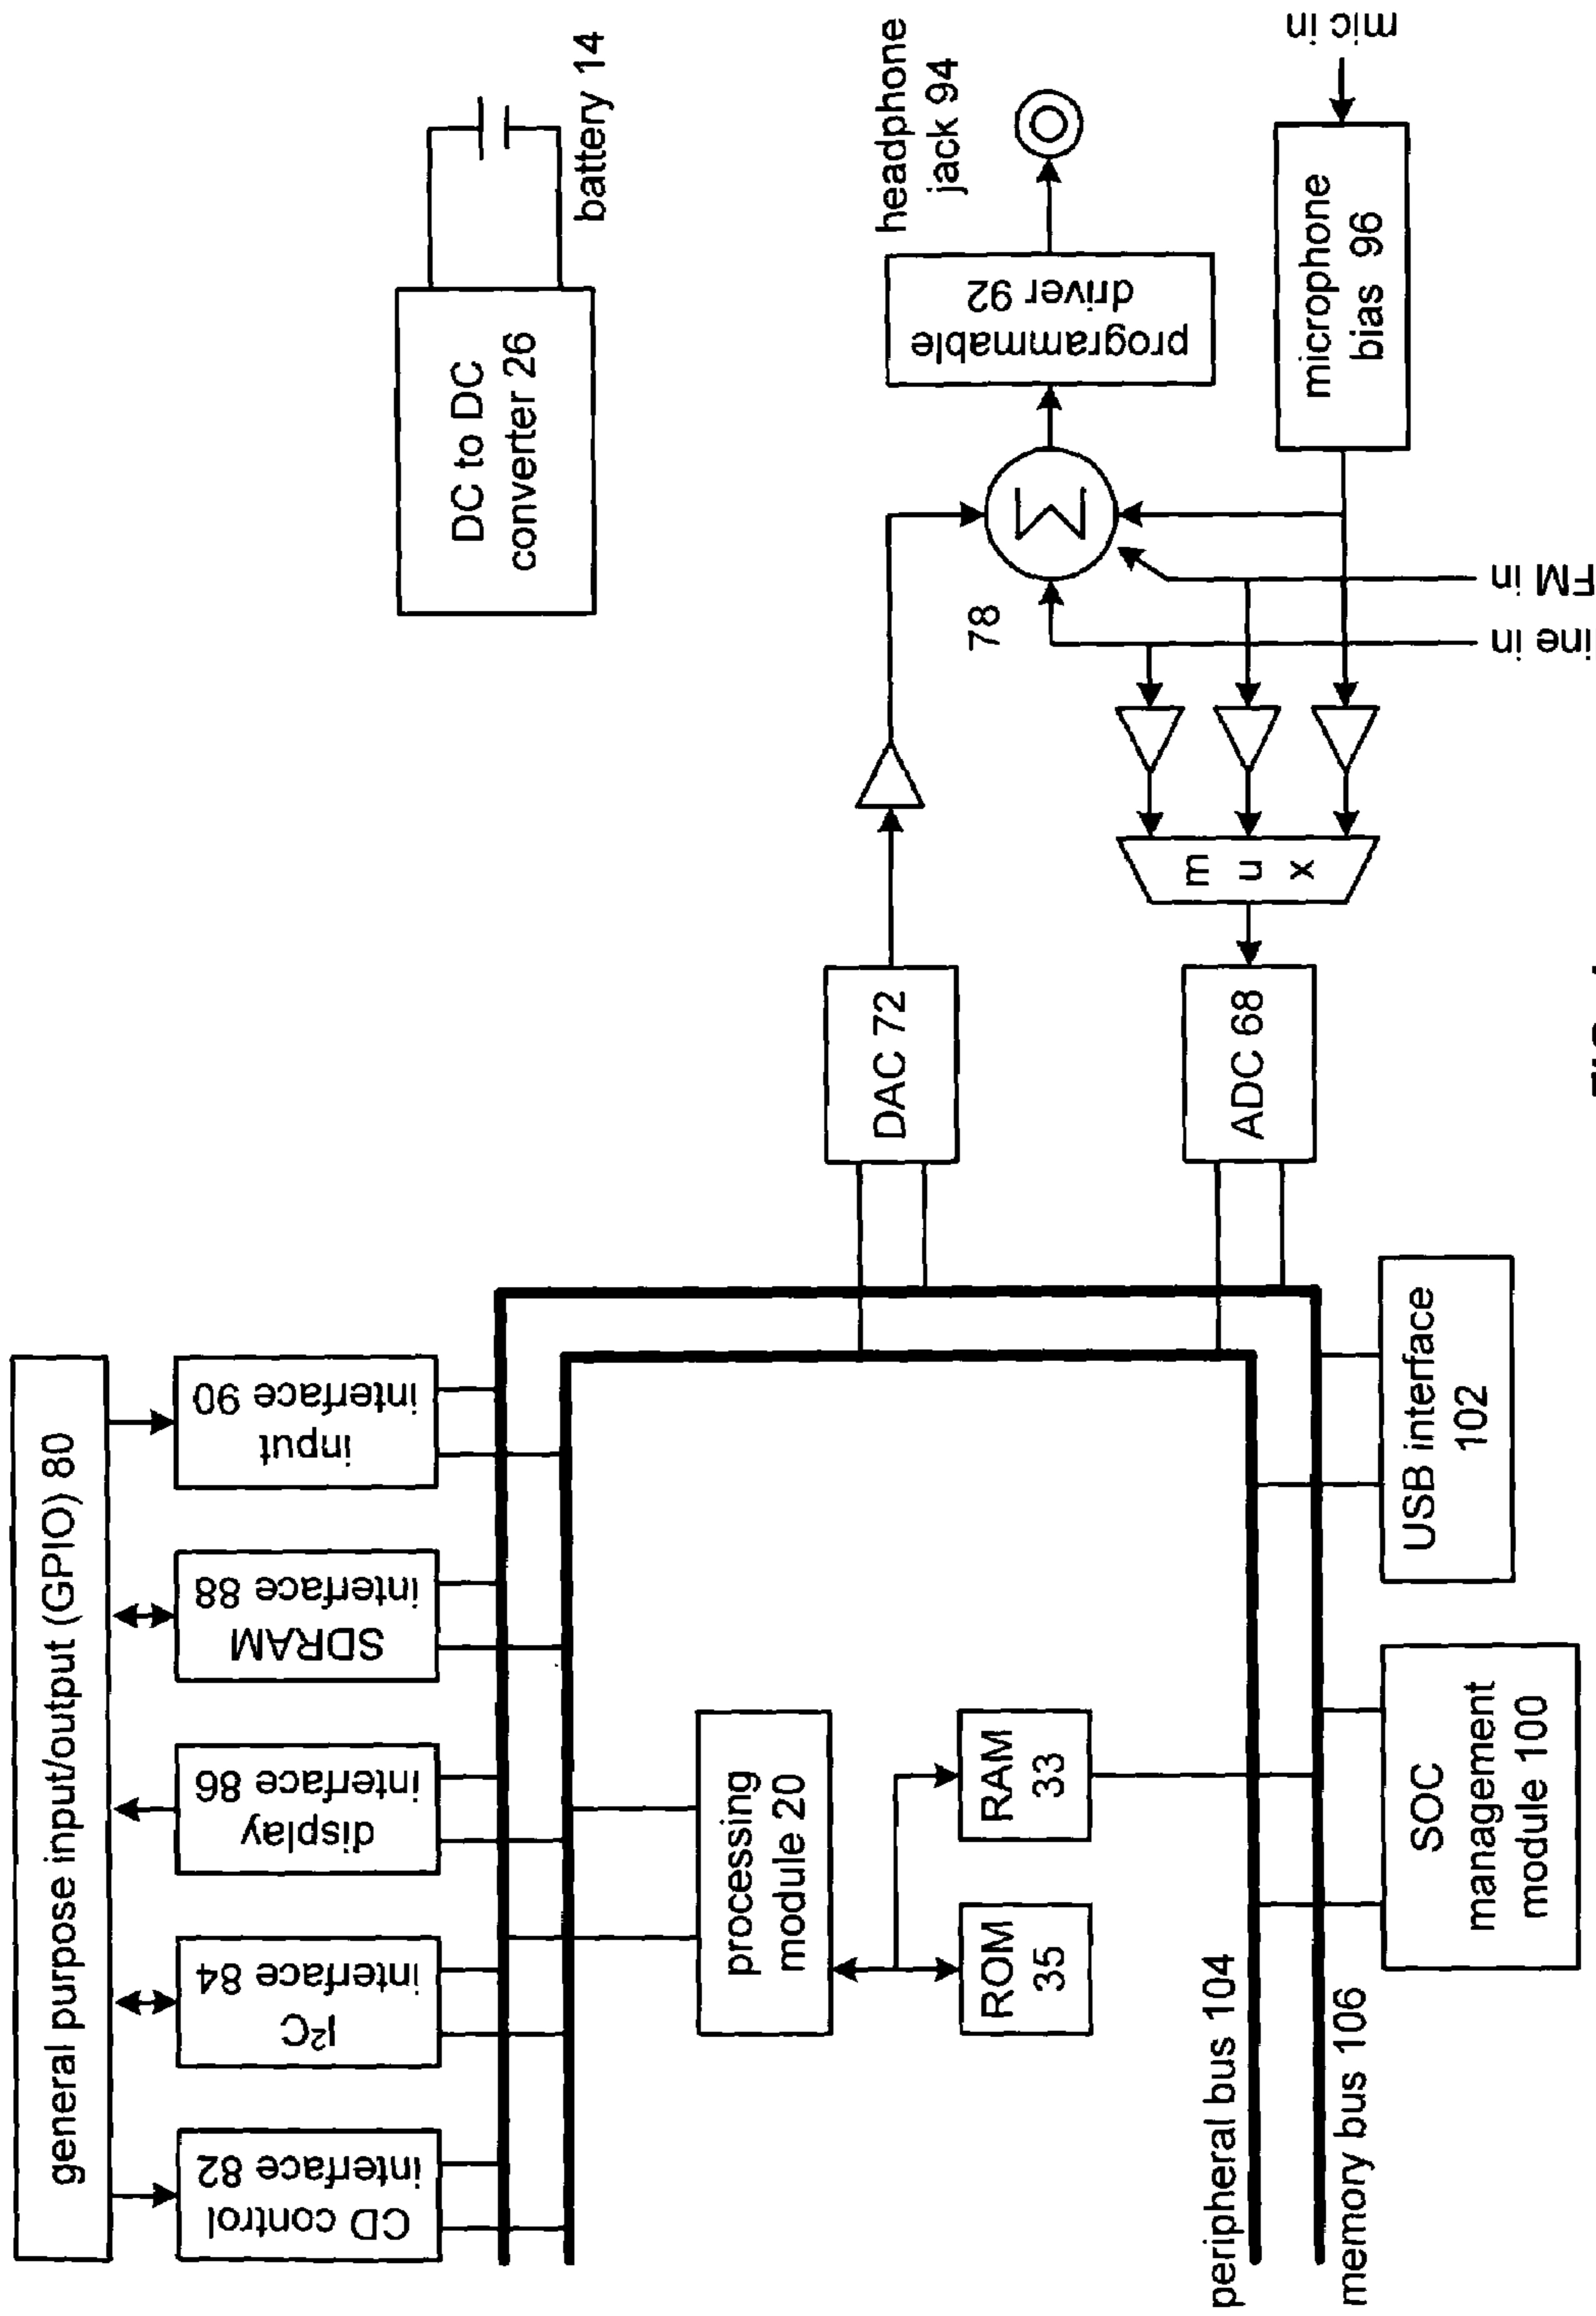 general purpose input/output (GPIO) 80
CD control
interface 82
I²C
interface 84
display
interface 86
SDRAM
interface 88
input
interface 90
DC to DC
converter 26
battery 14
processing
module 20
ROM
35
RAM
33
DAC 72
78
Σ
programmable
driver 92
headphone
jack 94
ADC 68
m
u
x
microphone
bias 96
mic in
peripheral bus 104
memory bus 106
SOC
management
module 100
USB interface
102
ine in
FM in